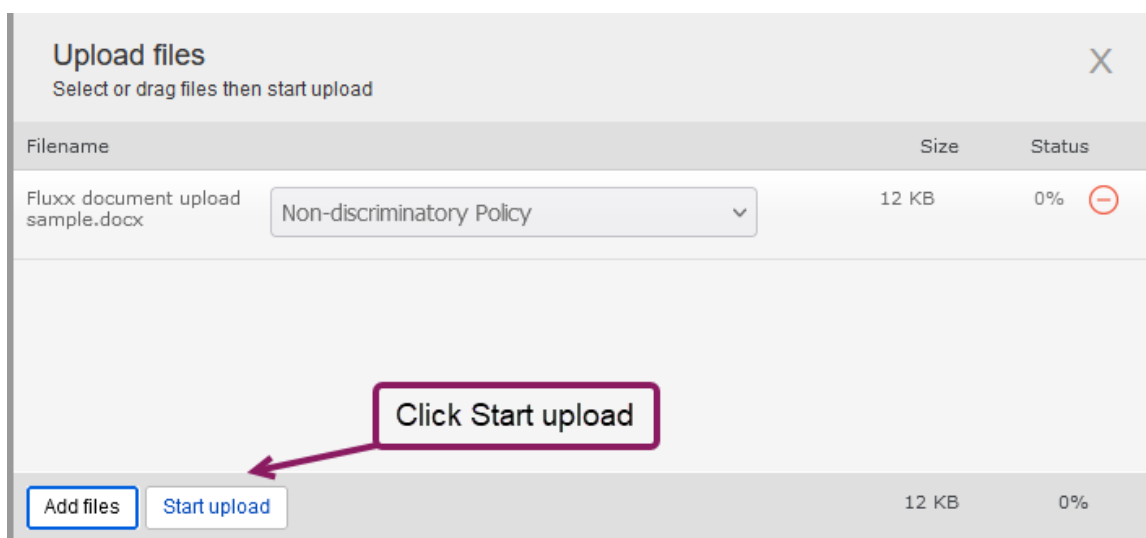 Upload files
X
Select or drag files then start upload
Filename Size Status
Fluxx document upload
sample.docx
Non-discriminatory Policy
12 KB 0%
Click Start upload
Add files Start upload 12 KB 0%